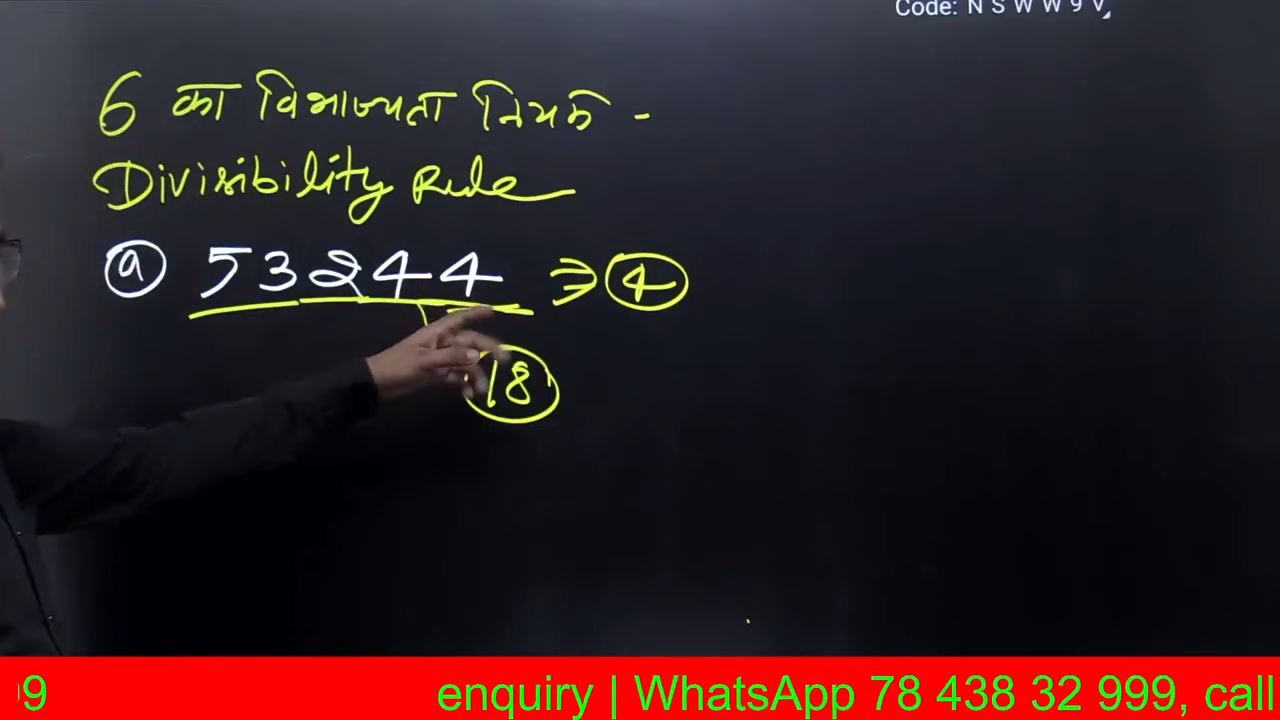 Code: N S W W 9 V
6 का विभाज्यता नियम -
Divisibility Rule
(a) 53244 ⇒ 4
18
9 enquiry | WhatsApp 78 438 32 999, call